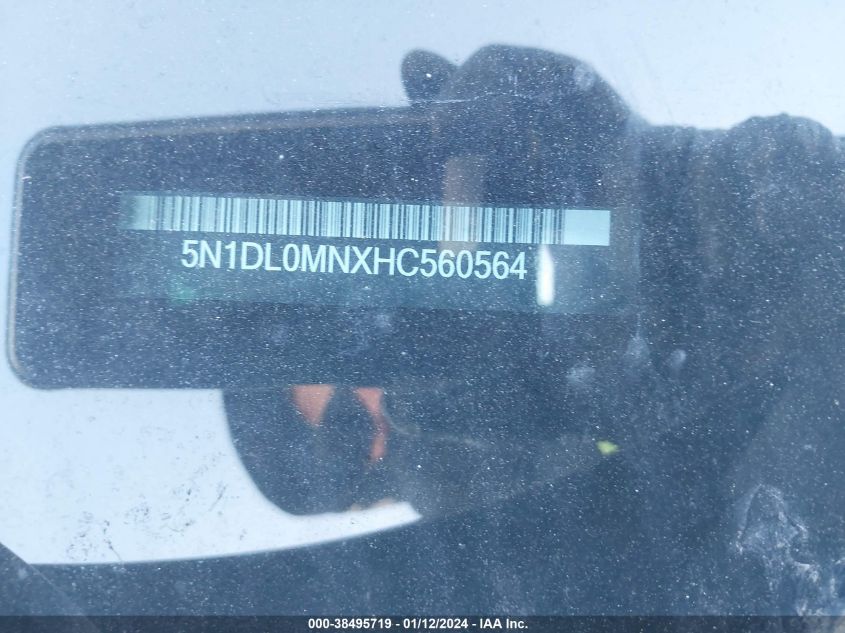 5N1DL0MNXHC560564
000-38495719 - 01/12/2024 - IAA Inc.